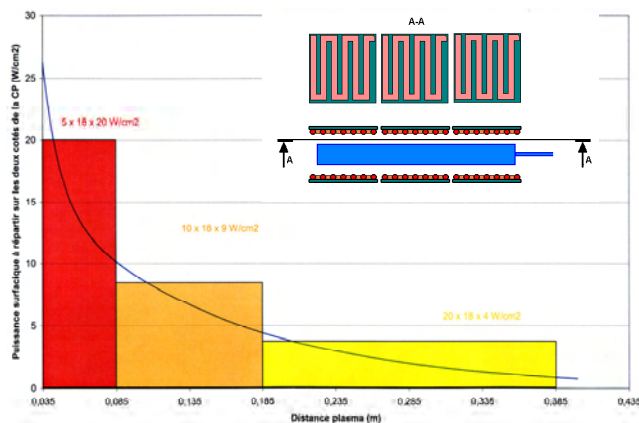 Puissance surfacique à répartir sur les deux cotés de la CP (W/cm2)
30
25
20
15
10
5
0
A-A
A
A
5 x 18 x 20 W/cm2
10 x 18 x 9 W/cm2
20 x 18 x 4 W/cm2
0,035
0,085
0,135
0,185
0,235
0,285
0,335
0,385
0,435
Distance plasma (m)